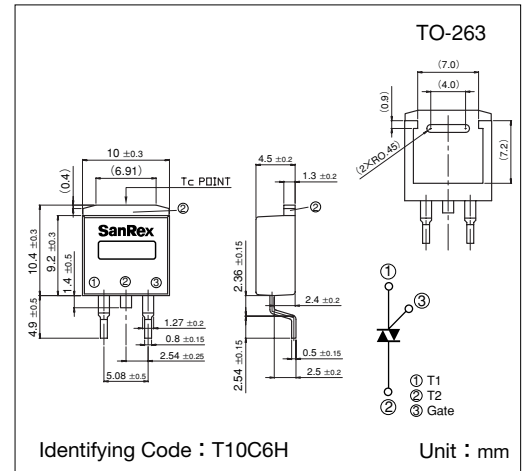 TO-263
(7.0)
(4.0)
(0.9)
(2×R0.45)
(7.2)
10 ±0.3
(6.91)
(0.4)
Tc POINT
②
4.5 ±0.2
1.3 ±0.2
②
SanRex
① ② ③
10.4 ±0.3
9.2 ±0.3
1.4 ±0.5
4.9 ±0.5
1.27 ±0.2
0.8 ±0.15
2.54 ±0.25
5.08 ±0.5
2.36 ±0.15
2.4 ±0.2
2.54 ±0.15
0.5 ±0.15
2.5 ±0.2
①
③
②
① T1
② T2
③ Gate
Identifying Code：T10C6H
Unit：mm